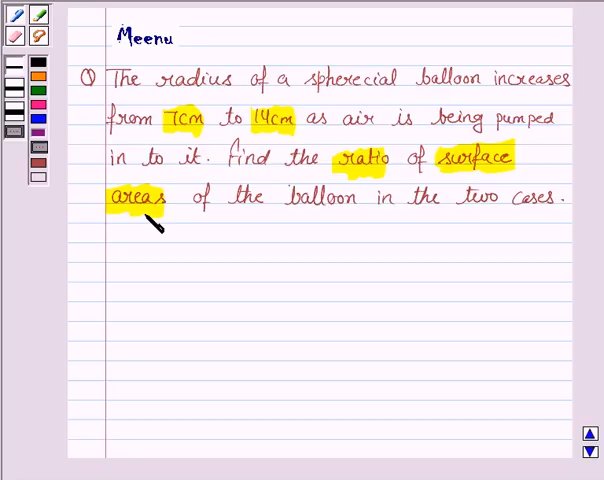 Meenu
Q The radius of a spherecial balloon increases
from 7cm to 14cm as air is being pumped
in to it. Find the ratio of surface
areas of the balloon in the two cases.